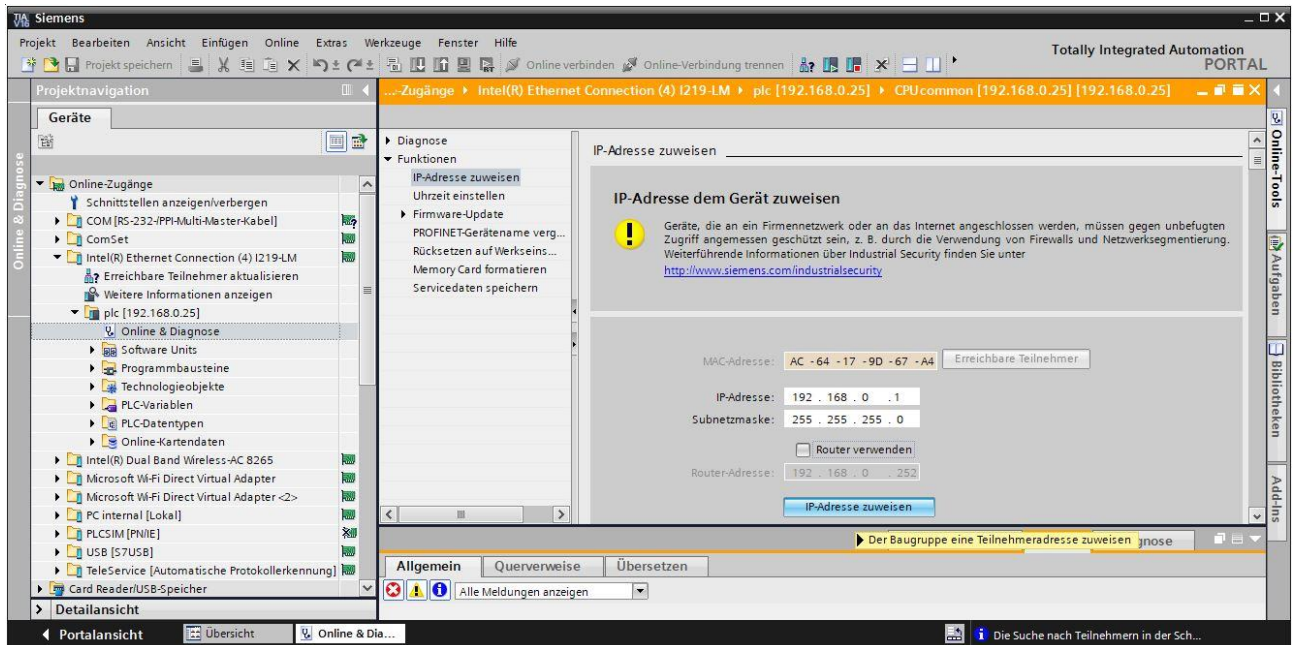 Siemens
Projekt Bearbeiten Ansicht Einfügen Online Extras Werkzeuge Fenster Hilfe
Totally Integrated Automation
PORTAL
Projekt speichern Online verbinden Online-Verbindung trennen
Projektnavigation
...-Zugänge Intel(R) Ethernet Connection (4) I219-LM plc [192.168.0.25] CPUcommon [192.168.0.25] [192.168.0.25]
Geräte
Online & Diagnose
Online-Zugänge
Schnittstellen anzeigen/verbergen
COM [RS-232-/PPI-Multi-Master-Kabel]
ComSet
Intel(R) Ethernet Connection (4) I219-LM
Erreichbare Teilnehmer aktualisieren
Weitere Informationen anzeigen
plc [192.168.0.25]
Online & Diagnose
Software Units
Programmbausteine
Technologieobjekte
PLC-Variablen
PLC-Datentypen
Online-Kartendaten
Intel(R) Dual Band Wireless-AC 8265
Microsoft Wi-Fi Direct Virtual Adapter
Microsoft Wi-Fi Direct Virtual Adapter <2>
PC internal [Lokal]
PLCSIM [PN/IE]
USB [S7USB]
TeleService [Automatische Protokollerkennung]
Card Reader/USB-Speicher
Detailansicht
Diagnose
Funktionen
IP-Adresse zuweisen
Uhrzeit einstellen
Firmware-Update
PROFINET-Gerätename verg...
Rücksetzen auf Werkseins...
Memory Card formatieren
Servicedaten speichern
IP-Adresse zuweisen
IP-Adresse dem Gerät zuweisen
Geräte, die an ein Firmennetzwerk oder an das Internet angeschlossen werden, müssen gegen unbefugten
Zugriff angemessen geschützt sein, z. B. durch die Verwendung von Firewalls und Netzwerksegmentierung.
Weiterführende Informationen über Industrial Security finden Sie unter
http://www.siemens.com/industrialsecurity
MAC-Adresse: AC - 64 - 17 - 9D - 67 - A4 Erreichbare Teilnehmer
IP-Adresse: 192 . 168 . 0 . 1
Subnetzmaske: 255 . 255 . 255 . 0
Router verwenden
Router-Adresse: 192 . 168 . 0 . 252
IP-Adresse zuweisen
Der Baugruppe eine Teilnehmeradresse zuweisen gnose
Allgemein Querverweise Übersetzen
Alle Meldungen anzeigen
Online-Tools
Aufgaben
Bibliotheken
Add-Ins
Portalansicht Übersicht Online & Dia... Die Suche nach Teilnehmern in der Sch...